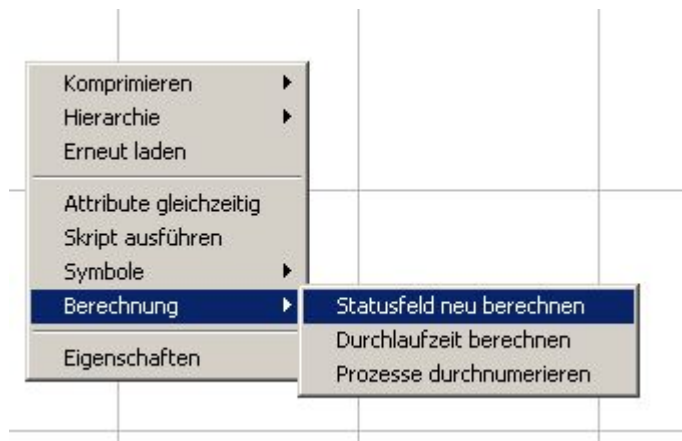 Komprimieren
Hierarchie
Erneut laden
Attribute gleichzeitig
Skript ausführen
Symbole
Berechnung
Eigenschaften
Statusfeld neu berechnen
Durchlaufzeit berechnen
Prozesse durchnumerieren